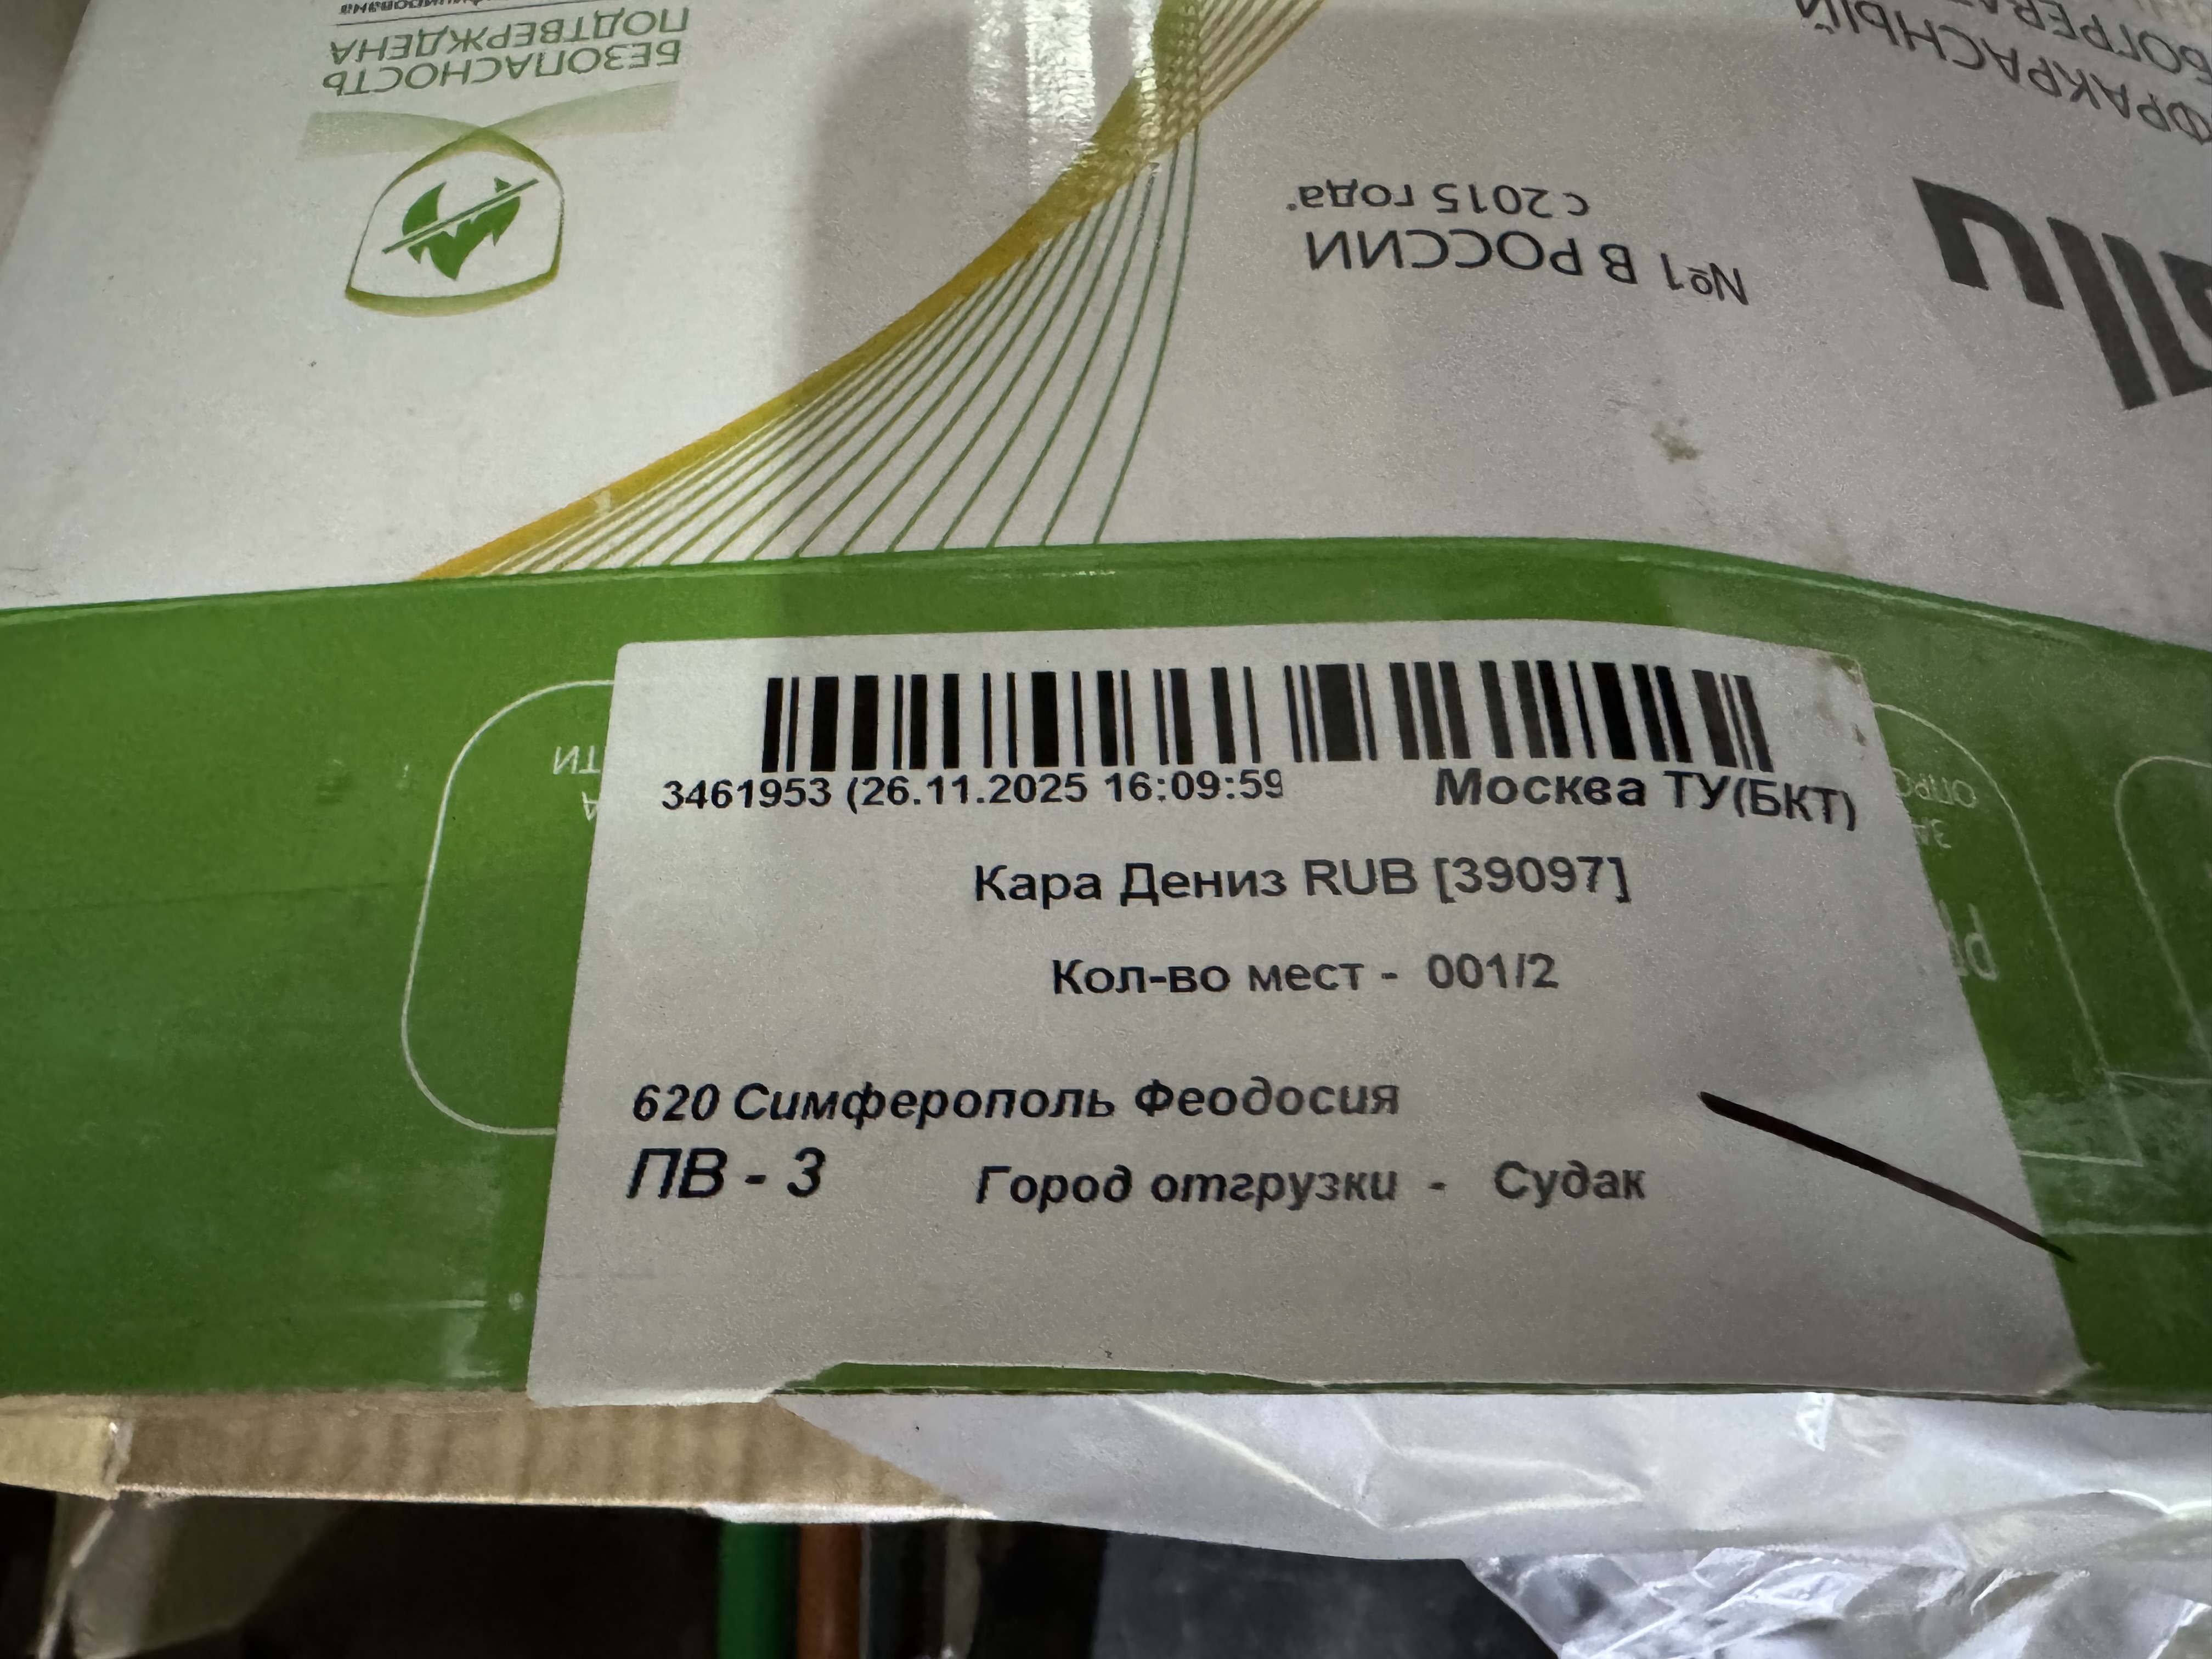 БЕЗОПАСНОСТЬ
ПОДТВЕРЖДЕНА
№1 В РОССИИ
с 2015 года*
3461953 (26.11.2025 16:09:59
Москва ТУ(БКТ)
Кара Дениз RUB [39097]
Кол-во мест - 001/2
620 Симферополь Феодосия
ПВ - 3 Город отгрузки - Судак